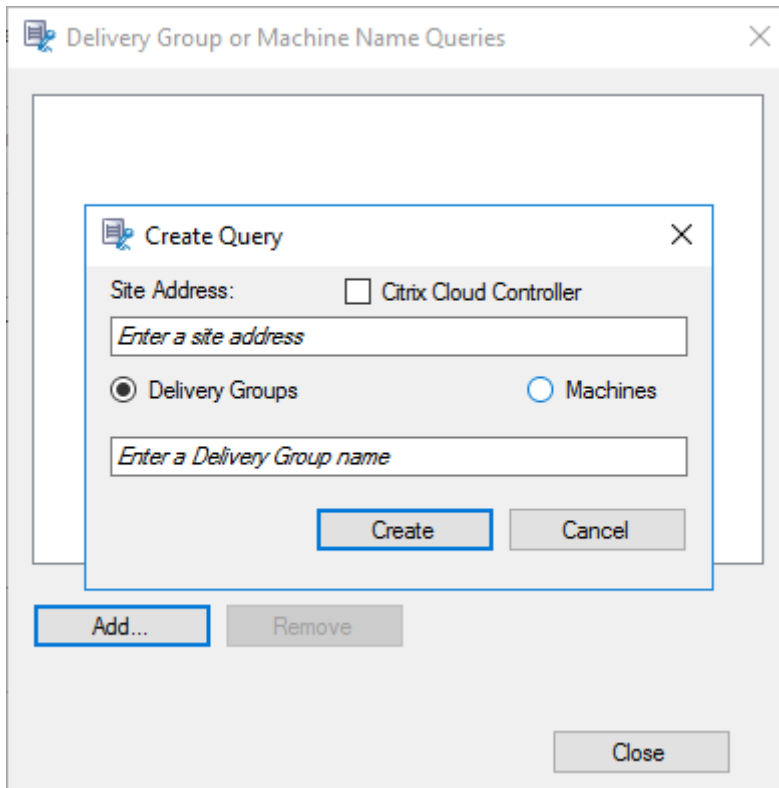 Delivery Group or Machine Name Queries
Create Query
Site Address: Citrix Cloud Controller
Enter a site address
Delivery Groups Machines
Enter a Delivery Group name
Create Cancel
Add... Remove
Close